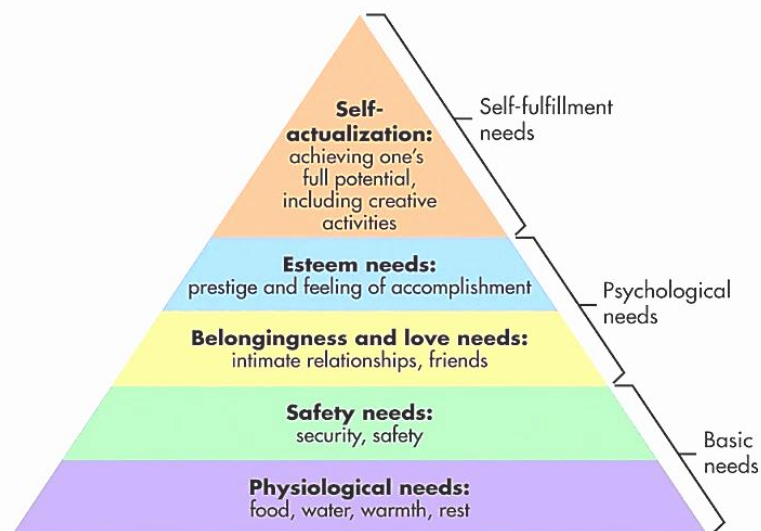 Self-
actualization:
achieving one's
full potential,
including creative
activities
Self-fulfillment
needs
Esteem needs:
prestige and feeling of accomplishment
Psychological
needs
Belongingness and love needs:
intimate relationships, friends
Safety needs:
security, safety
Basic
needs
Physiological needs:
food, water, warmth, rest